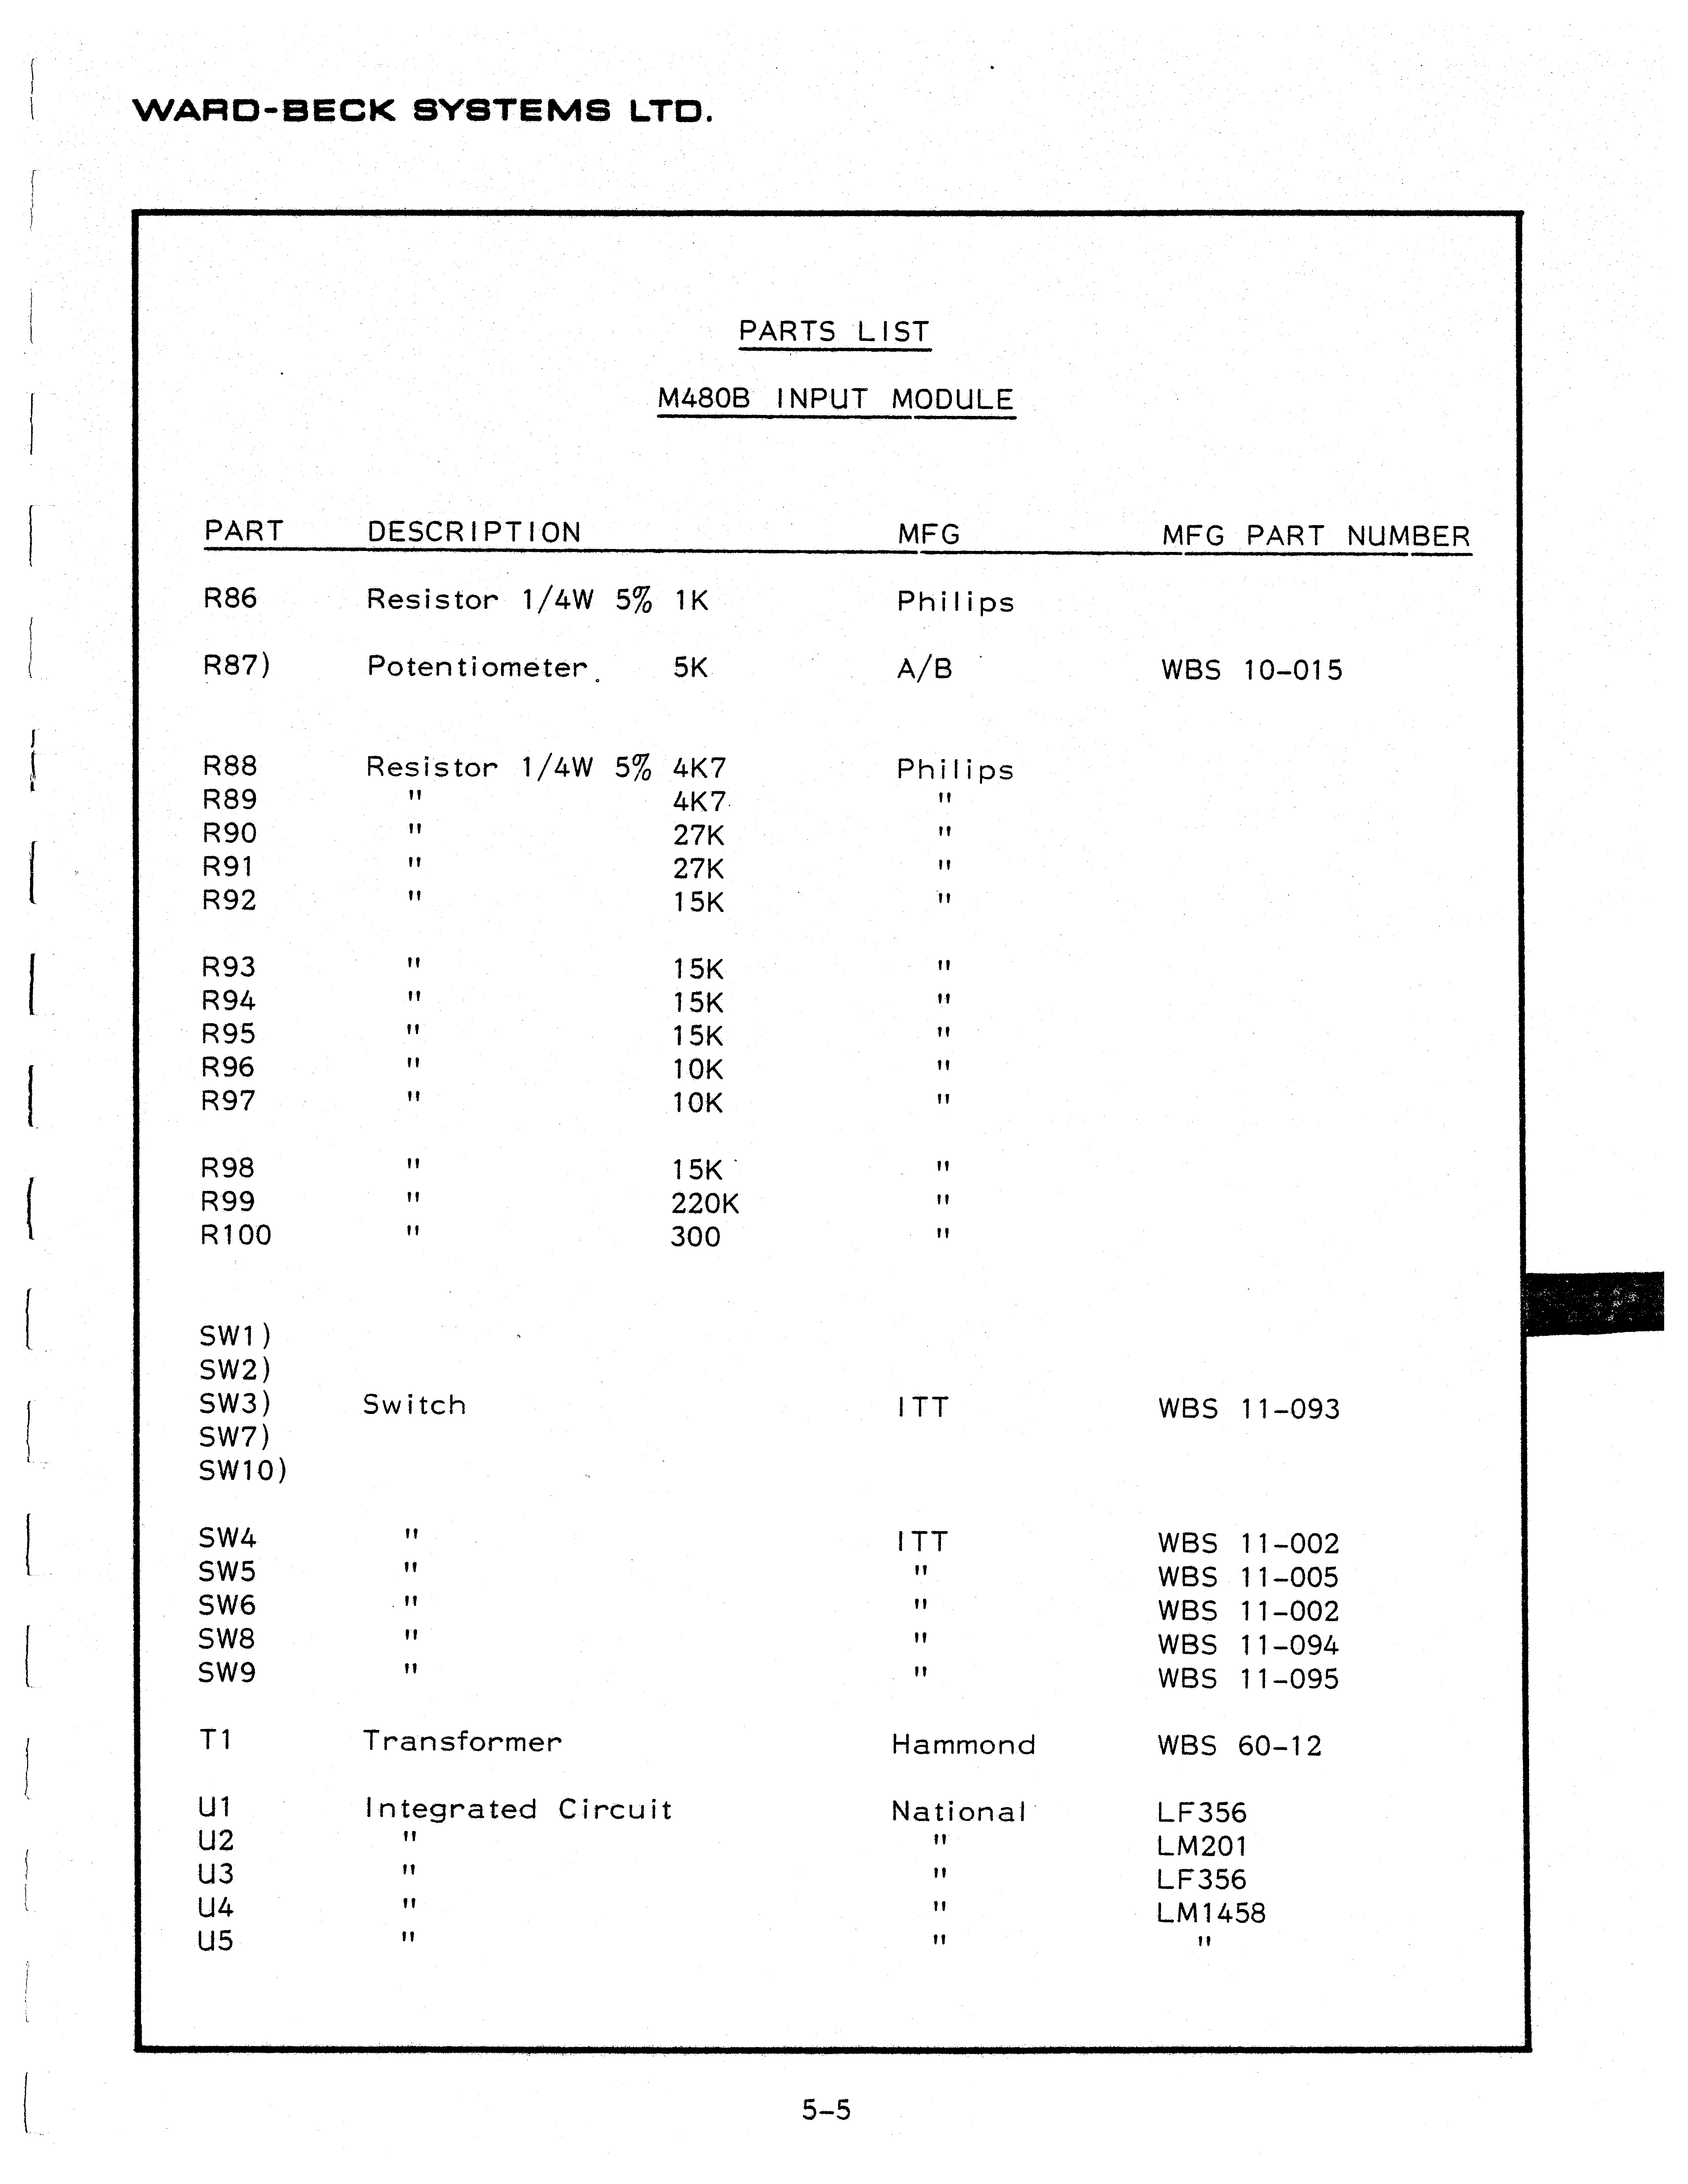 WARD-BECK SYSTEMS LTD.
PARTS LIST
M480B INPUT MODULE
PART DESCRIPTION MFG MFG PART NUMBER
R86 Resistor 1/4W 5% 1K Philips
R87) Potentiometer. 5K A/B WBS 10-015
R88 Resistor 1/4W 5% 4K7 Philips
R89 " 4K7 "
R90 " 27K "
R91 " 27K "
R92 " 15K "
R93 " 15K "
R94 " 15K "
R95 " 15K "
R96 " 10K "
R97 " 10K "
R98 " 15K "
R99 " 220K "
R100 " 300 "
SW1)
SW2)
SW3) Switch ITT WBS 11-093
SW7)
SW10)
SW4 " ITT WBS 11-002
SW5 " " WBS 11-005
SW6 " " WBS 11-002
SW8 " " WBS 11-094
SW9 " " WBS 11-095
T1 Transformer Hammond WBS 60-12
U1 Integrated Circuit National LF356
U2 " " LM201
U3 " " LF356
U4 " " LM1458
U5 " " "
5-5